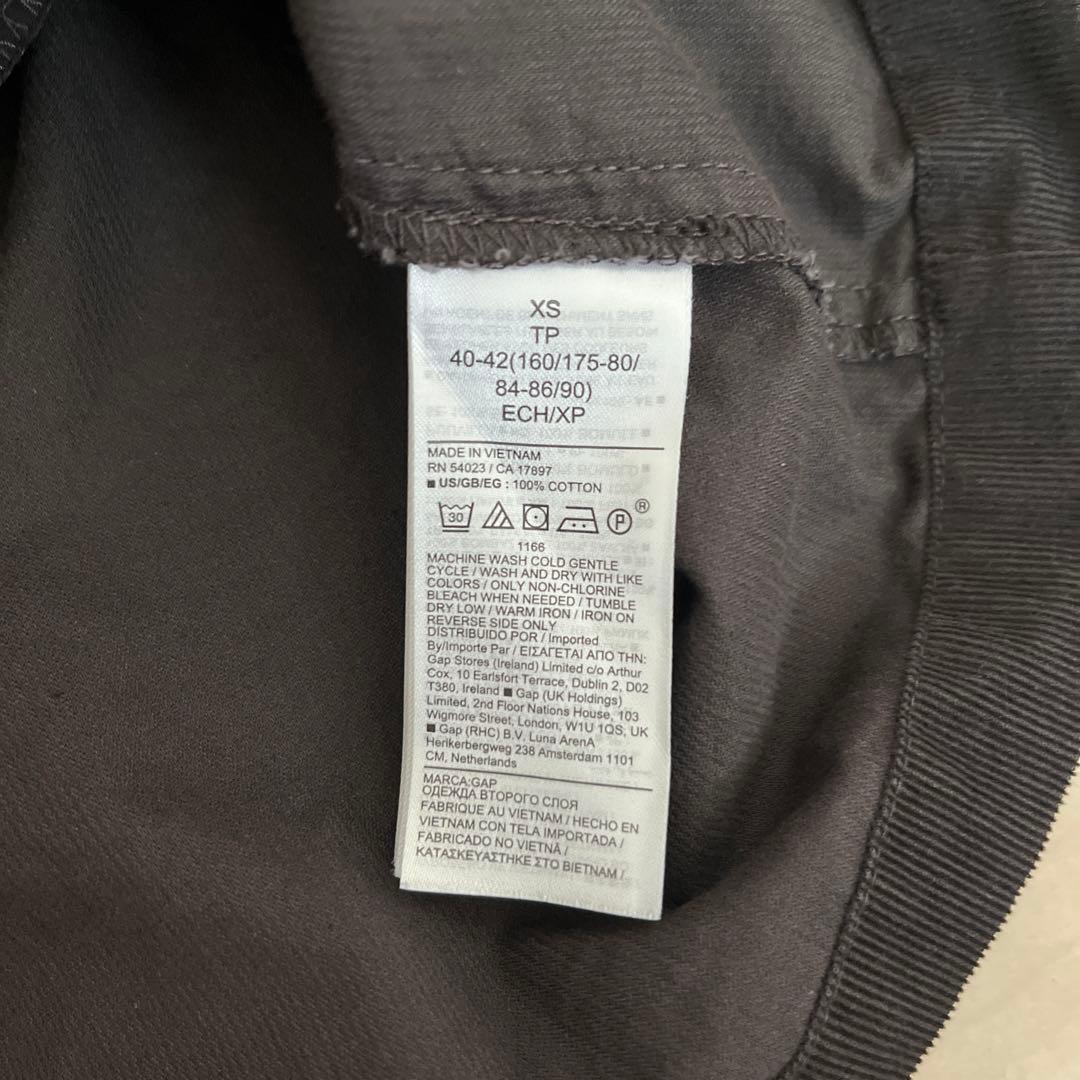 XS
TP
40-42(160/175-80/
84-86/90)
ECH/XP
MADE IN VIETNAM
RN 54023 / CA 17897
■ US/GB/EG : 100% COTTON
30 P ®
1166
MACHINE WASH COLD GENTLE
CYCLE / WASH AND DRY WITH LIKE
COLORS / ONLY NON-CHLORINE
BLEACH WHEN NEEDED / TUMBLE
DRY LOW / WARM IRON / IRON ON
REVERSE SIDE ONLY
DISTRIBUIDO POR / Imported
By/Importe Par / ΕΙΣΑΓΕΤΑΙ ΑΠΟ ΤΗΝ:
Gap Stores (Ireland) Limited c/o Arthur
Cox, 10 Earlsfort Terrace, Dublin 2, D02
T380, Ireland ■ Gap (UK Holdings)
Limited, 2nd Floor Nations House, 103
Wigmore Street, London, W1U 1QS, UK
■ Gap (RHC) B.V. Luna ArenA
Herikerbergweg 238 Amsterdam 1101
CM, Netherlands
MARCA:GAP
ОДЕЖДА ВТОРОГО СЛОЯ
FABRIQUE AU VIETNAM / HECHO EN
VIETNAM CON TELA IMPORTADA /
FABRICADO NO VIETNÃ /
ΚΑΤΑΣΚΕΥΑΣΤΗΚΕ ΣΤΟ ΒΙΕΤΝΑΜ /